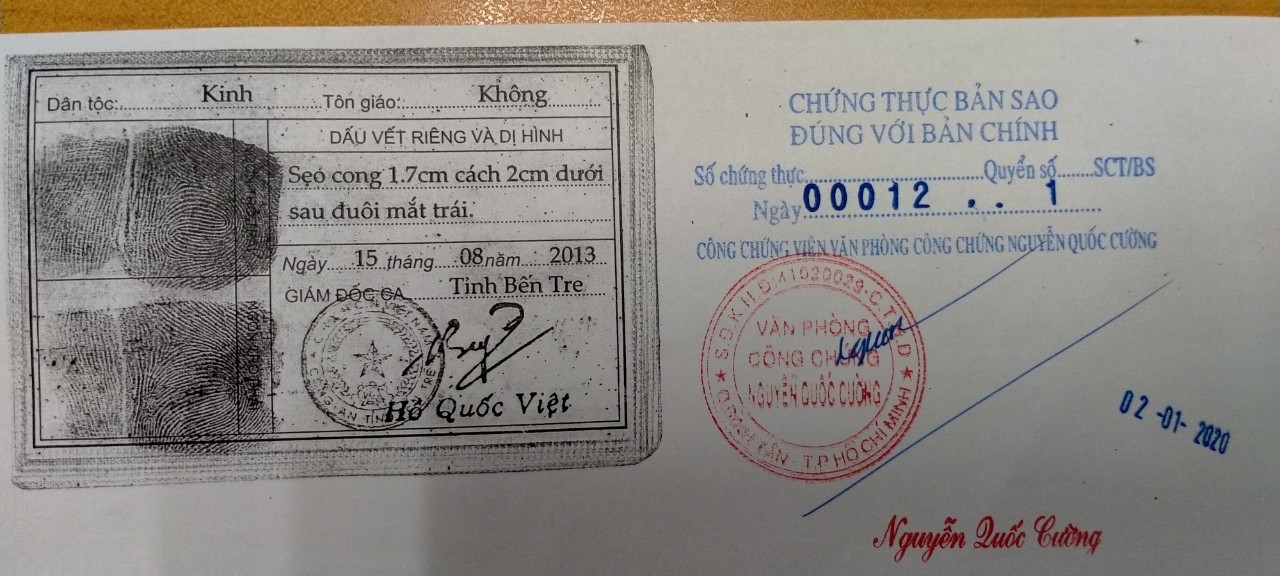 Dân tộc: Kinh Tôn giáo: Không
DẤU VẾT RIÊNG VÀ DỊ HÌNH
Sẹo cong 1.7cm cách 2cm dưới
sau đuôi mắt trái.
Ngày 15 tháng 08 năm 2013
GIÁM ĐỐC CA Tỉnh Bến Tre
Hồ Quốc Việt
CHỨNG THỰC BẢN SAO
ĐÚNG VỚI BẢN CHÍNH
Số chứng thực Quyển số SCT/BS
00012 . . 1
Ngày
CÔNG CHỨNG VIÊN VĂN PHÒNG CÔNG CHỨNG NGUYỄN QUỐC CƯỜNG
S.Đ.K.H.Đ:41020029-C.T.
VĂN PHÒNG
CÔNG CHỨNG
NGUYỄN QUỐC CƯỜNG
TÂN - T.P HỒ CHÍ MINH
02-01-2020
Nguyễn Quốc Cường